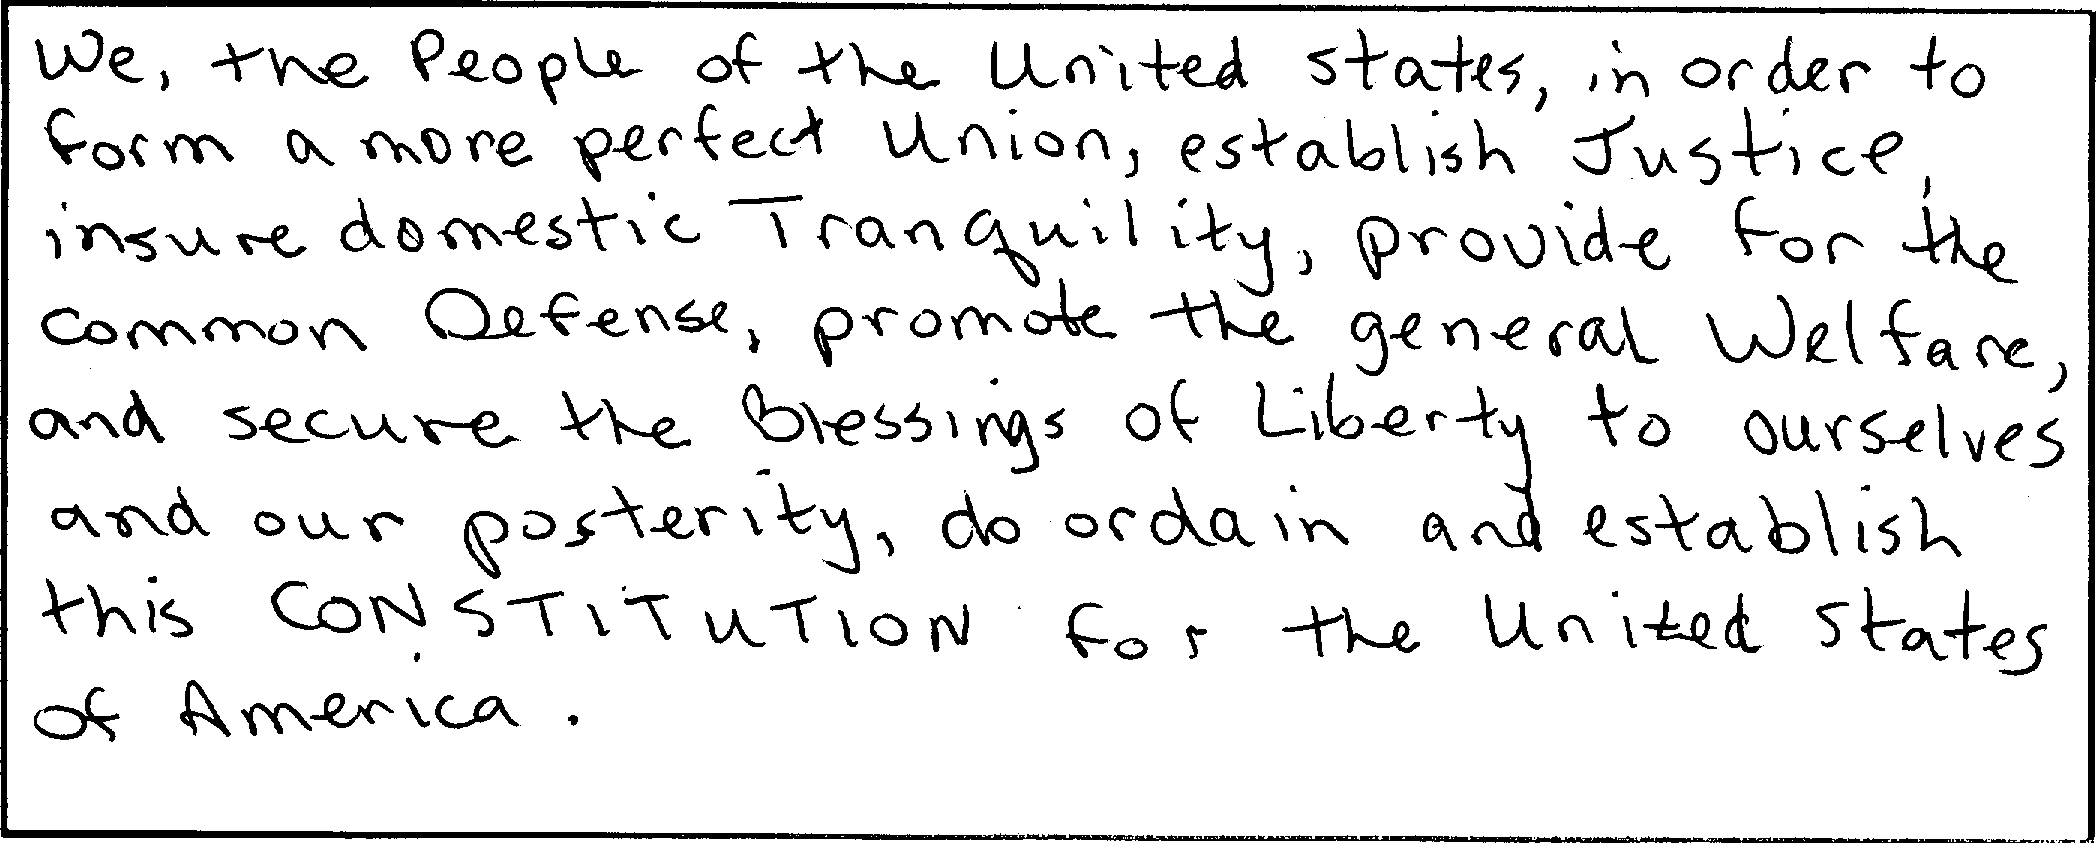 We, the People of the United States, in order to
form a more perfect Union, establish Justice,
insure domestic Tranquility, provide for the
common Defense, promote the general Welfare,
and secure the Blessings of Liberty to ourselves
and our posterity, do ordain and establish
this CONSTITUTION for the United States
of America.